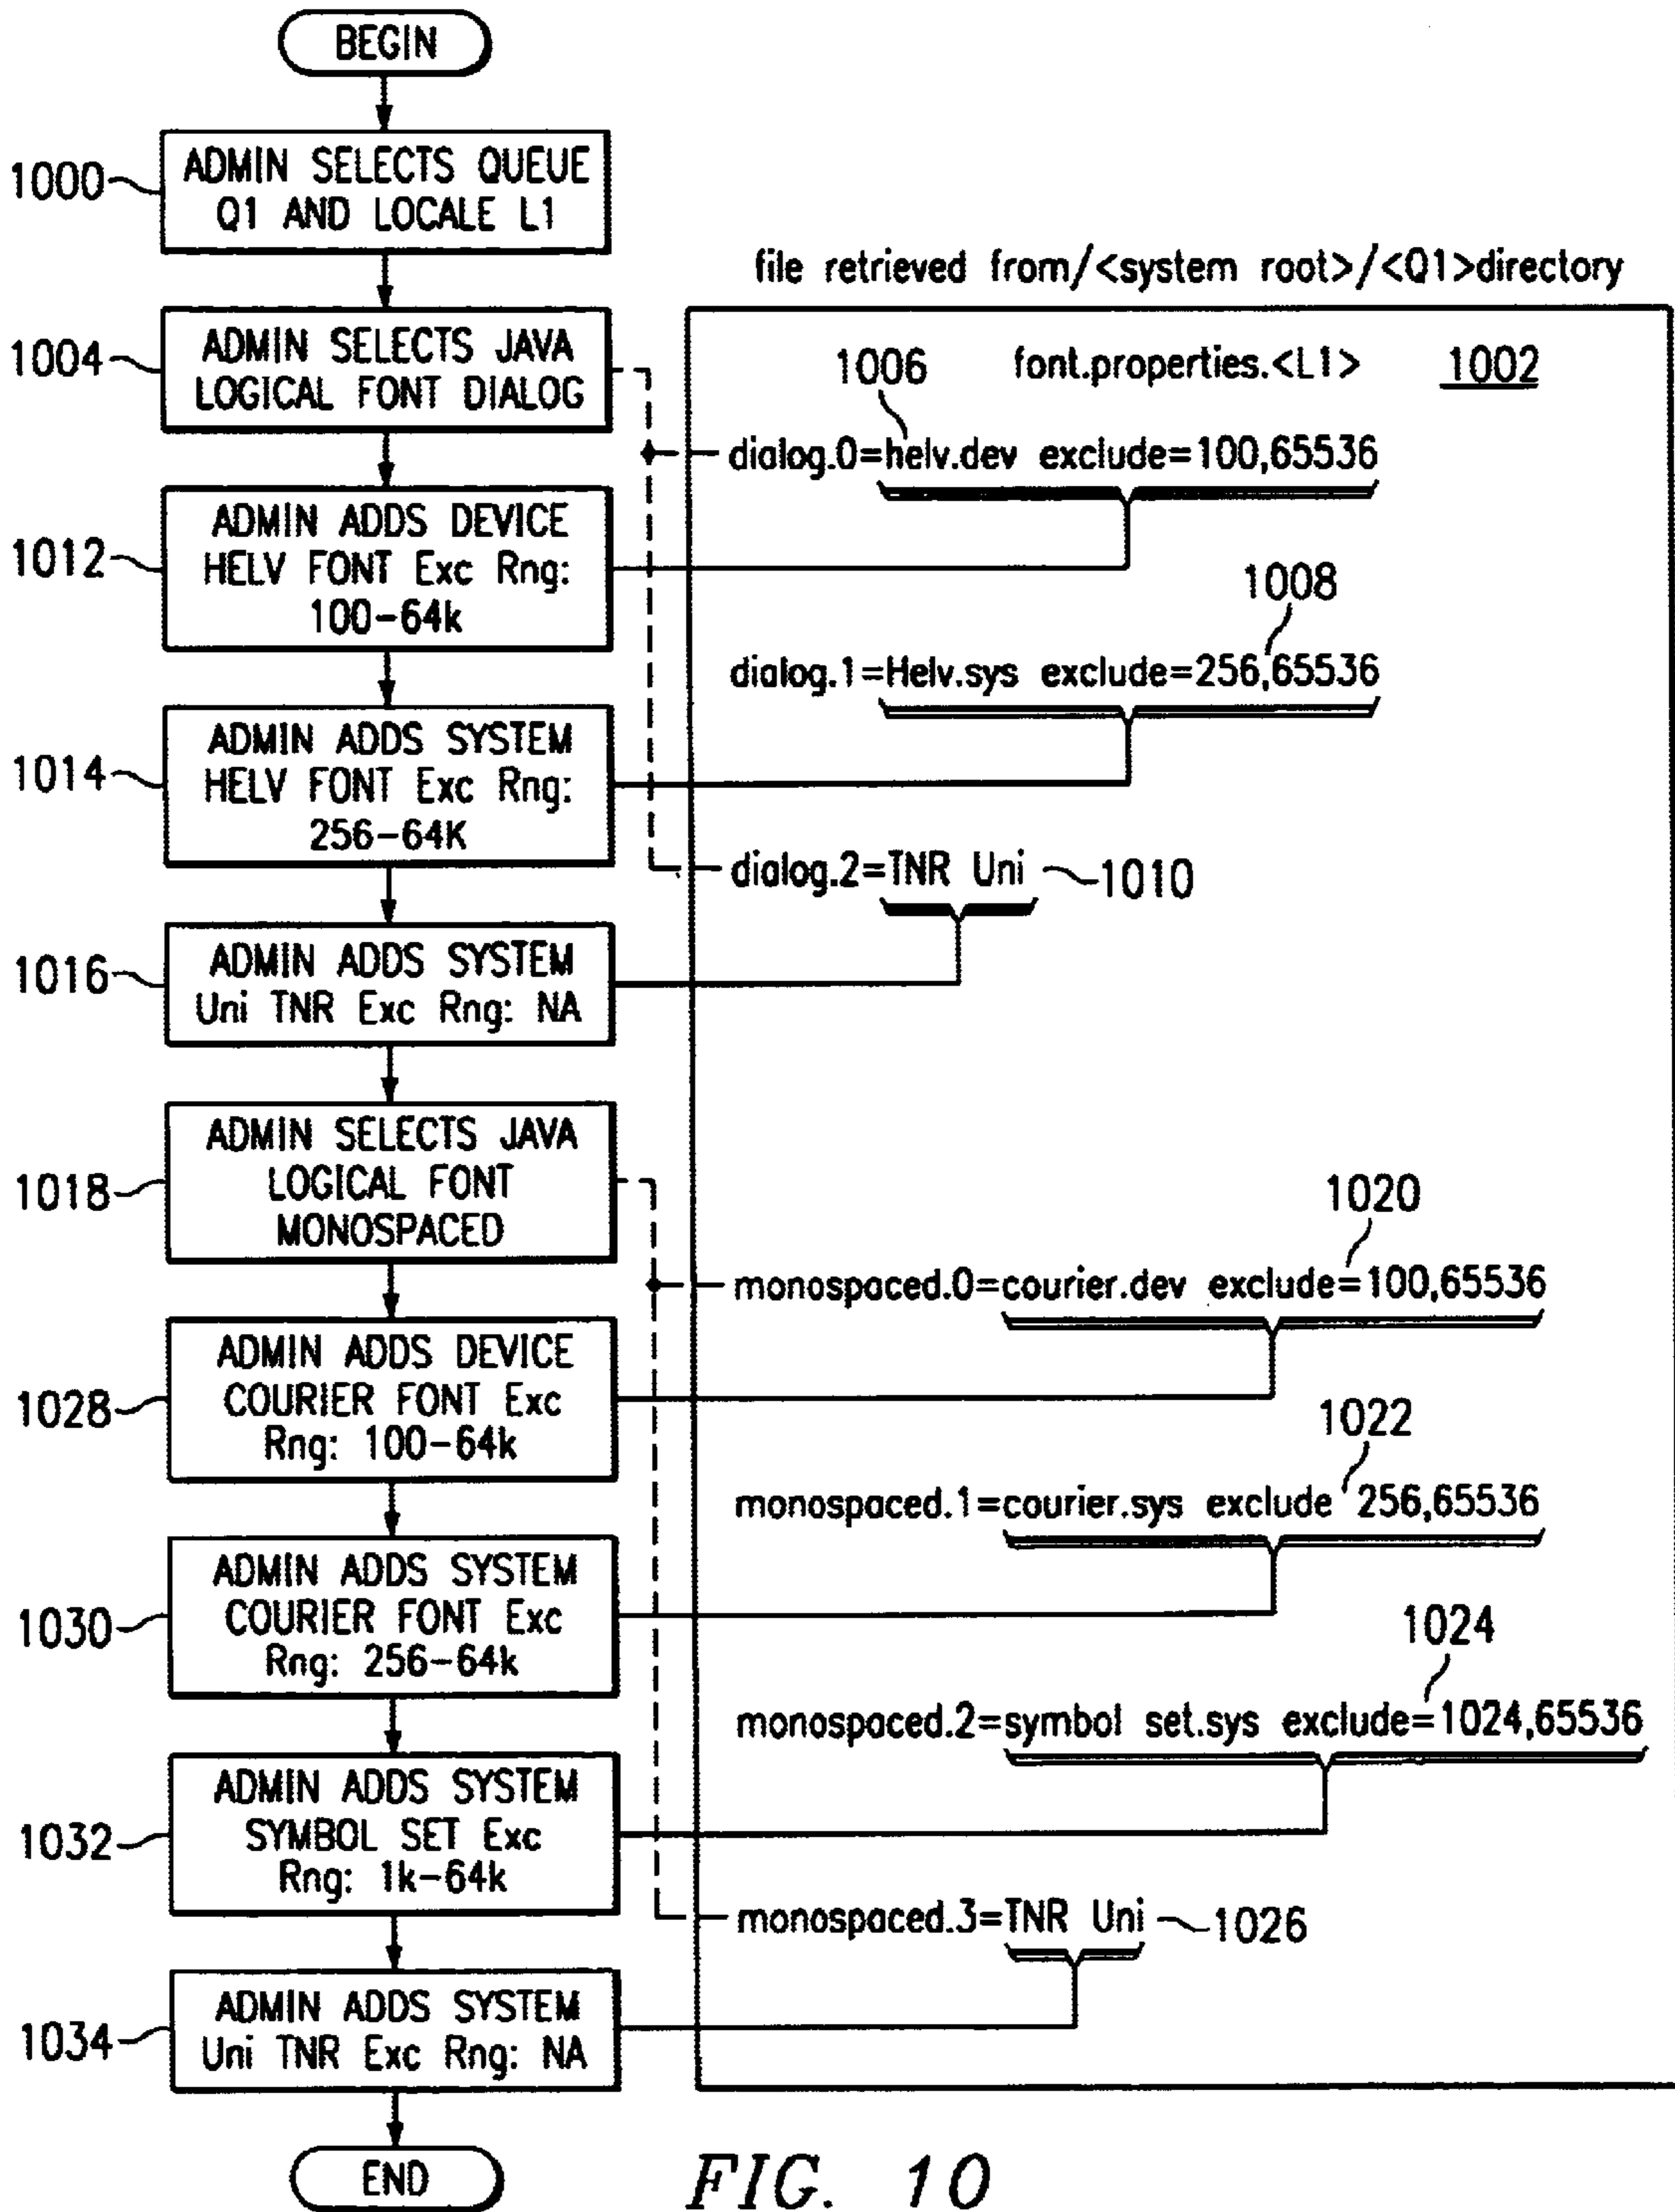 BEGIN
1000
ADMIN SELECTS QUEUE
Q1 AND LOCALE L1
file retrieved from/<system root>/<Q1>directory
1004
ADMIN SELECTS JAVA
LOGICAL FONT DIALOG
1006
font.properties.<L1>
1002
dialog.0=helv.dev exclude=100,65536
1012
ADMIN ADDS DEVICE
HELV FONT Exc Rng:
100-64k
1008
dialog.1=Helv.sys exclude=256,65536
1014
ADMIN ADDS SYSTEM
HELV FONT Exc Rng:
256-64K
dialog.2=TNR Uni
1010
1016
ADMIN ADDS SYSTEM
Uni TNR Exc Rng: NA
1018
ADMIN SELECTS JAVA
LOGICAL FONT
MONOSPACED
1020
monospaced.0=courier.dev exclude=100,65536
1028
ADMIN ADDS DEVICE
COURIER FONT Exc
Rng: 100-64k
1022
monospaced.1=courier.sys exclude 256,65536
1030
ADMIN ADDS SYSTEM
COURIER FONT Exc
Rng: 256-64k
1024
monospaced.2=symbol set.sys exclude=1024,65536
1032
ADMIN ADDS SYSTEM
SYMBOL SET Exc
Rng: 1k-64k
monospaced.3=TNR Uni
1026
1034
ADMIN ADDS SYSTEM
Uni TNR Exc Rng: NA
END
FIG. 10